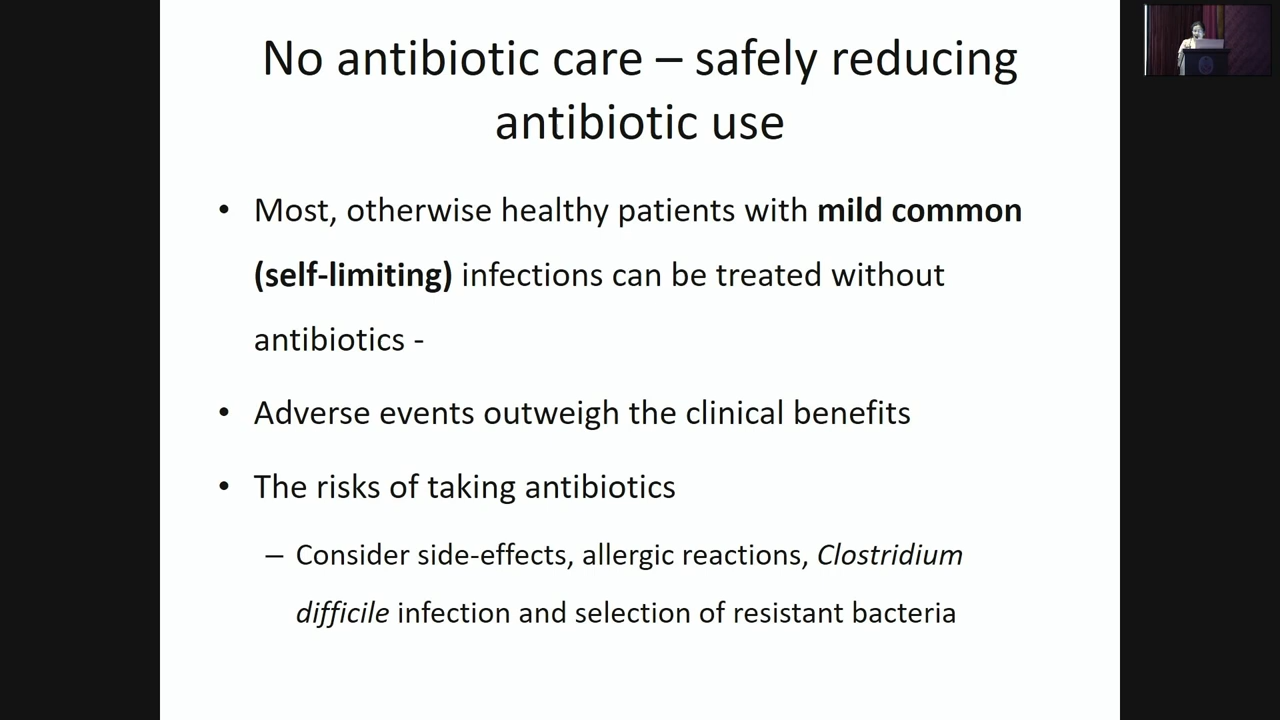 No antibiotic care – safely reducing
antibiotic use
• Most, otherwise healthy patients with mild common
(self-limiting) infections can be treated without
antibiotics -
• Adverse events outweigh the clinical benefits
• The risks of taking antibiotics
– Consider side-effects, allergic reactions, Clostridium
difficile infection and selection of resistant bacteria